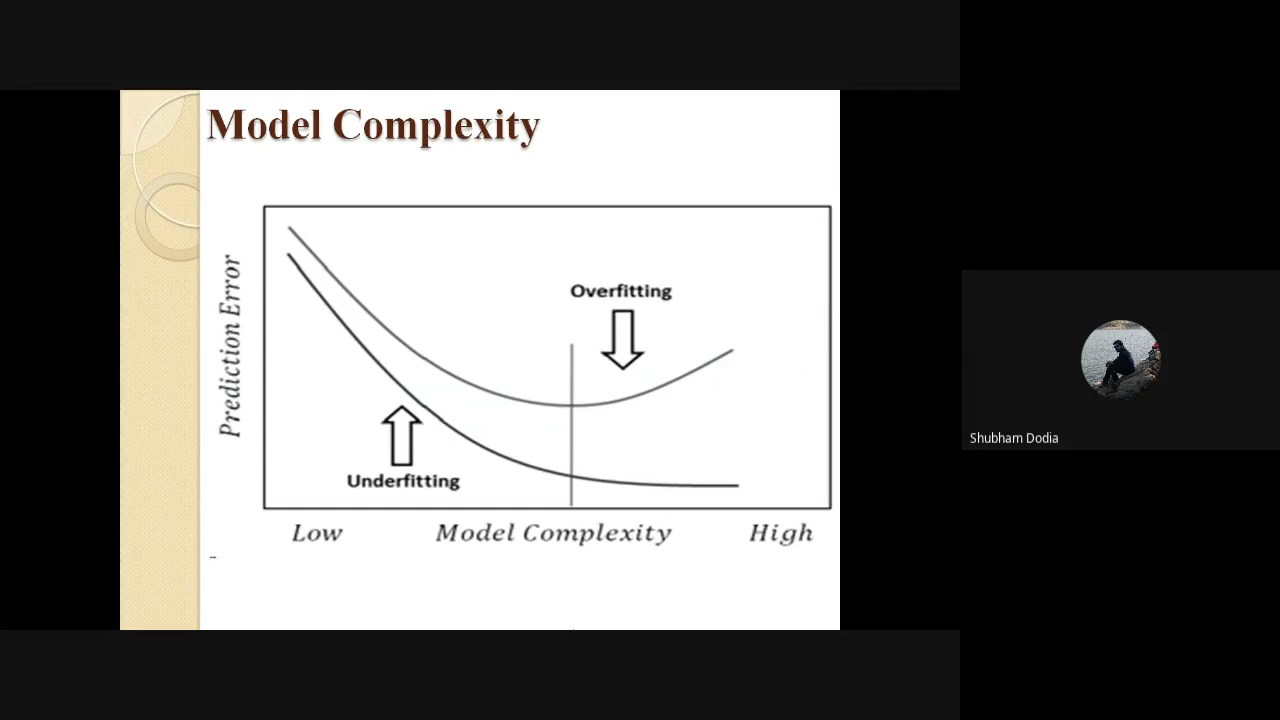 Model Complexity
Prediction Error
Overfitting
Underfitting
Low Model Complexity High
Shubham Dodia